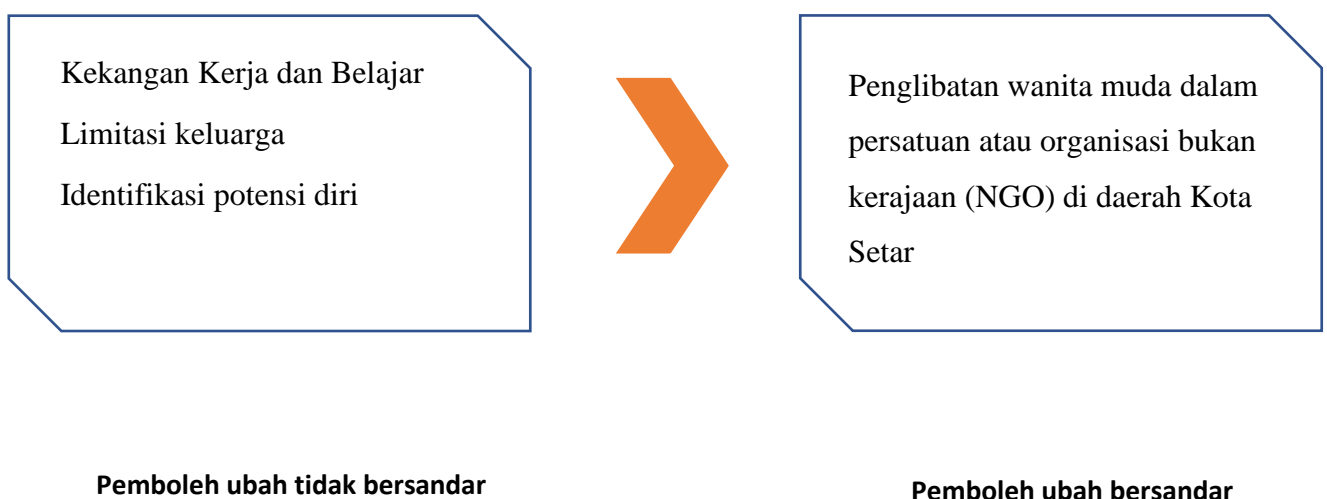 Kekangan Kerja dan Belajar
Limitasi keluarga
Identifikasi potensi diri
Penglibatan wanita muda dalam
persatuan atau organisasi bukan
kerajaan (NGO) di daerah Kota
Setar
Pemboleh ubah tidak bersandar
Pemboleh ubah bersandar